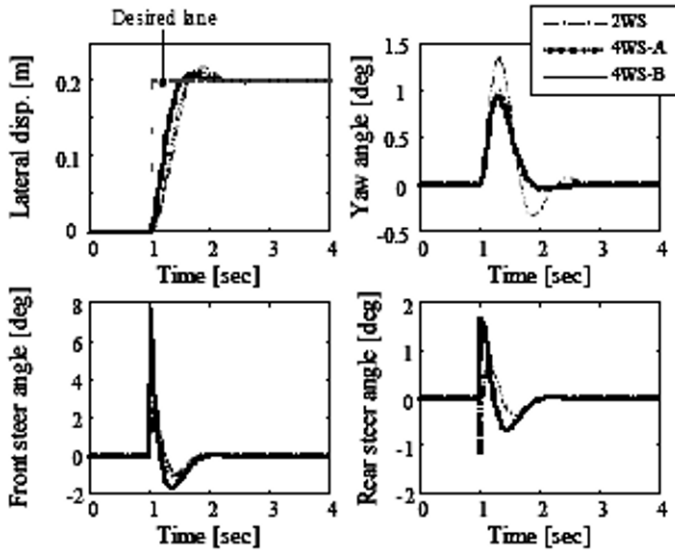 Desired lane
2WS
4WS-A
4WS-B
Lateral disp. [m]
0.2
0.1
0
0 1 2 3 4
Time [sec]
Yaw angle [deg]
1.5
1
0.5
0
-0.5
0 1 2 3 4
Time [sec]
Front steer angle [deg]
8
6
4
2
0
-2
0 1 2 3 4
Time [sec]
Rear steer angle [deg]
2
1
0
-1
-2
0 1 2 3 4
Time [sec]